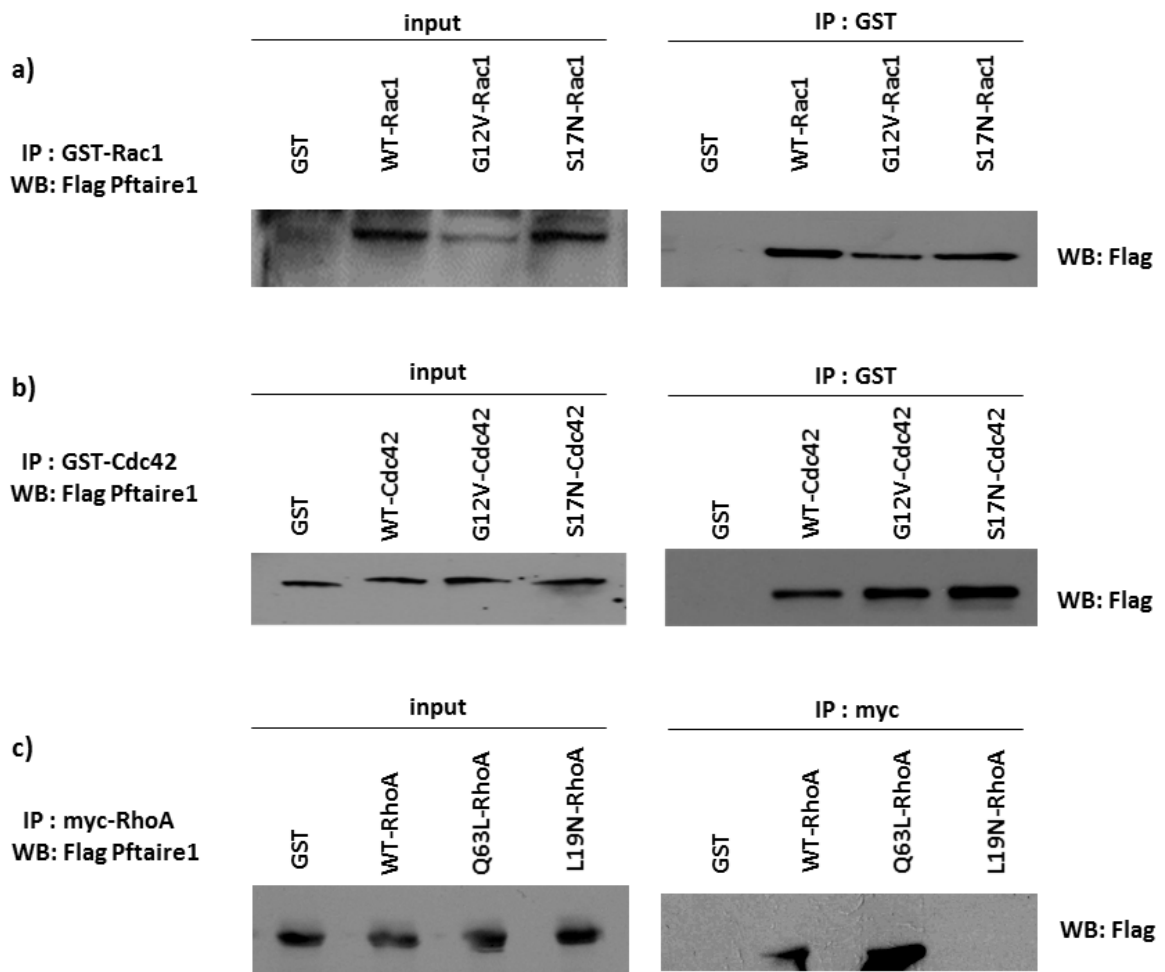 input
IP : GST
a)
IP : GST-Rac1
WB: Flag Pftaire1
GST
WT-Rac1
G12V-Rac1
S17N-Rac1
GST
WT-Rac1
G12V-Rac1
S17N-Rac1
WB: Flag
input
IP : GST
b)
IP : GST-Cdc42
WB: Flag Pftaire1
GST
WT-Cdc42
G12V-Cdc42
S17N-Cdc42
GST
WT-Cdc42
G12V-Cdc42
S17N-Cdc42
WB: Flag
input
IP : myc
c)
IP : myc-RhoA
WB: Flag Pftaire1
GST
WT-RhoA
Q63L-RhoA
L19N-RhoA
GST
WT-RhoA
Q63L-RhoA
L19N-RhoA
WB: Flag